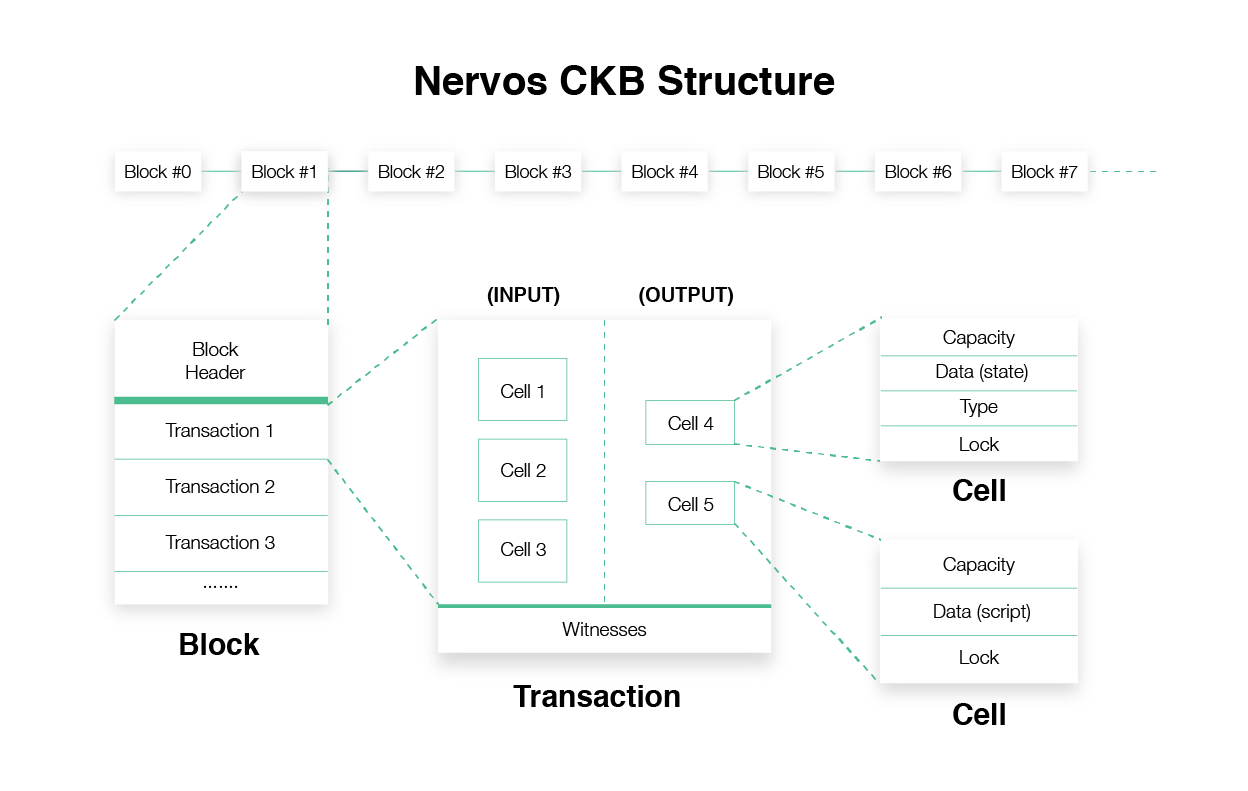 Nervos CKB Structure
Block #0
Block #1
Block #2
Block #3
Block #4
Block #5
Block #6
Block #7
Block
Header
Transaction 1
Transaction 2
Transaction 3
.......
Block
(INPUT)
(OUTPUT)
Cell 1
Cell 2
Cell 3
Cell 4
Cell 5
Witnesses
Transaction
Capacity
Data (state)
Type
Lock
Cell
Capacity
Data (script)
Lock
Cell